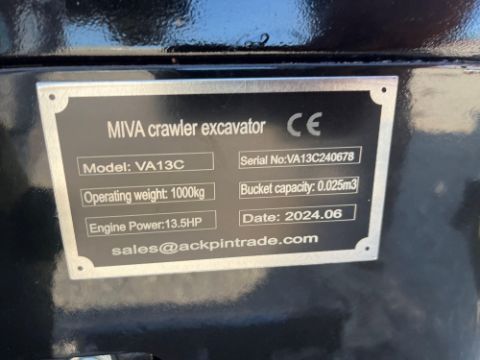 MIVA crawler excavator CE
Model: VA13C
Serial No:VA13C240678
Operating weight: 1000kg
Bucket capacity: 0.025m3
Engine Power:13.5HP
Date: 2024.06
sales@ackpintrade.com